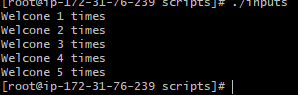 [root@ip-172-31-76-239 scripts]# ./inputs
Welcone 1 times
Welcone 2 times
Welcone 3 times
Welcone 4 times
Welcone 5 times
[root@ip-172-31-76-239 scripts]#